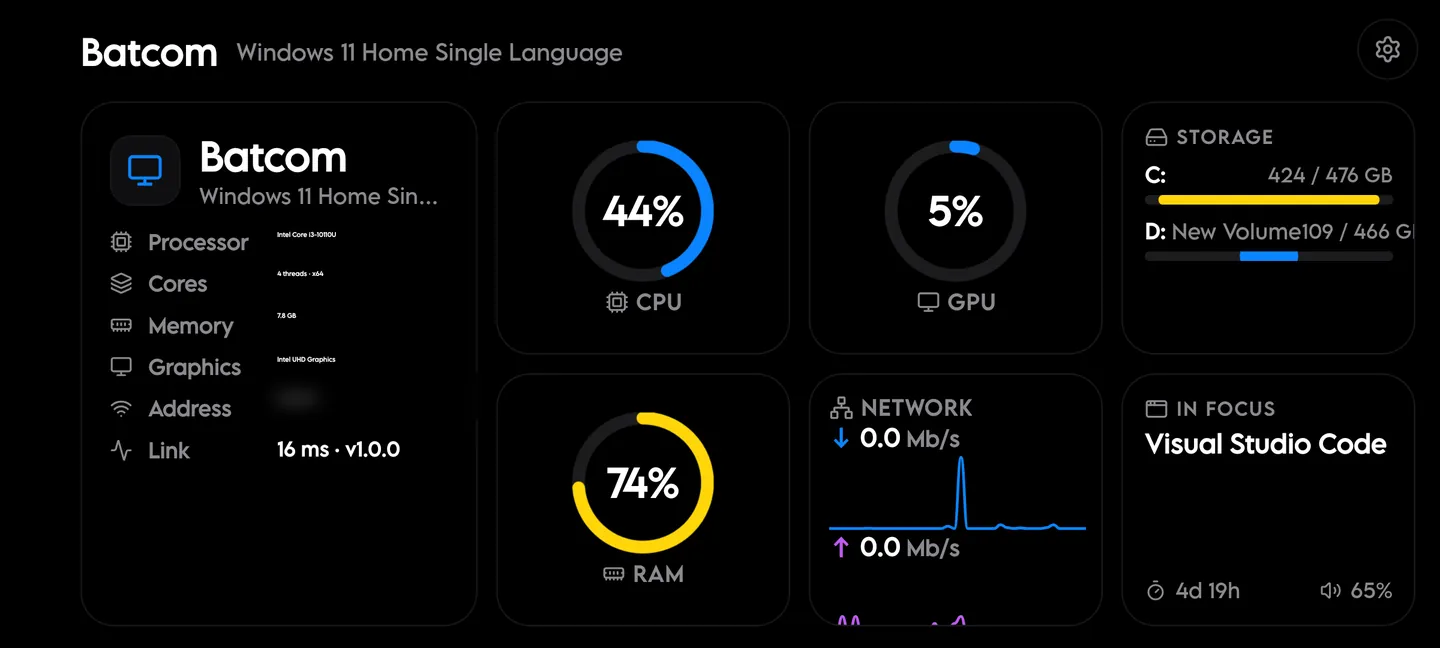 Batcom Windows 11 Home Single Language
Batcom
Windows 11 Home Sin...
Processor Intel Core i3-10110U
Cores 4 threads · x64
Memory 7.8 GB
Graphics Intel UHD Graphics
Address
Link 16 ms · v1.0.0
44%
CPU
5%
GPU
STORAGE
C: 424 / 476 GB
D: New Volume109 / 466 G
74%
RAM
NETWORK
↓ 0.0 Mb/s
↑ 0.0 Mb/s
IN FOCUS
Visual Studio Code
4d 19h 65%